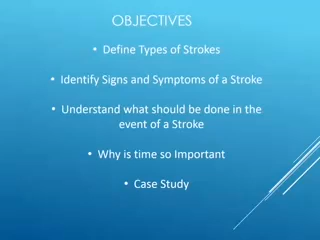 OBJECTIVES
• Define Types of Strokes
• Identify Signs and Symptoms of a Stroke
• Understand what should be done in the
event of a Stroke
• Why is time so Important
• Case Study